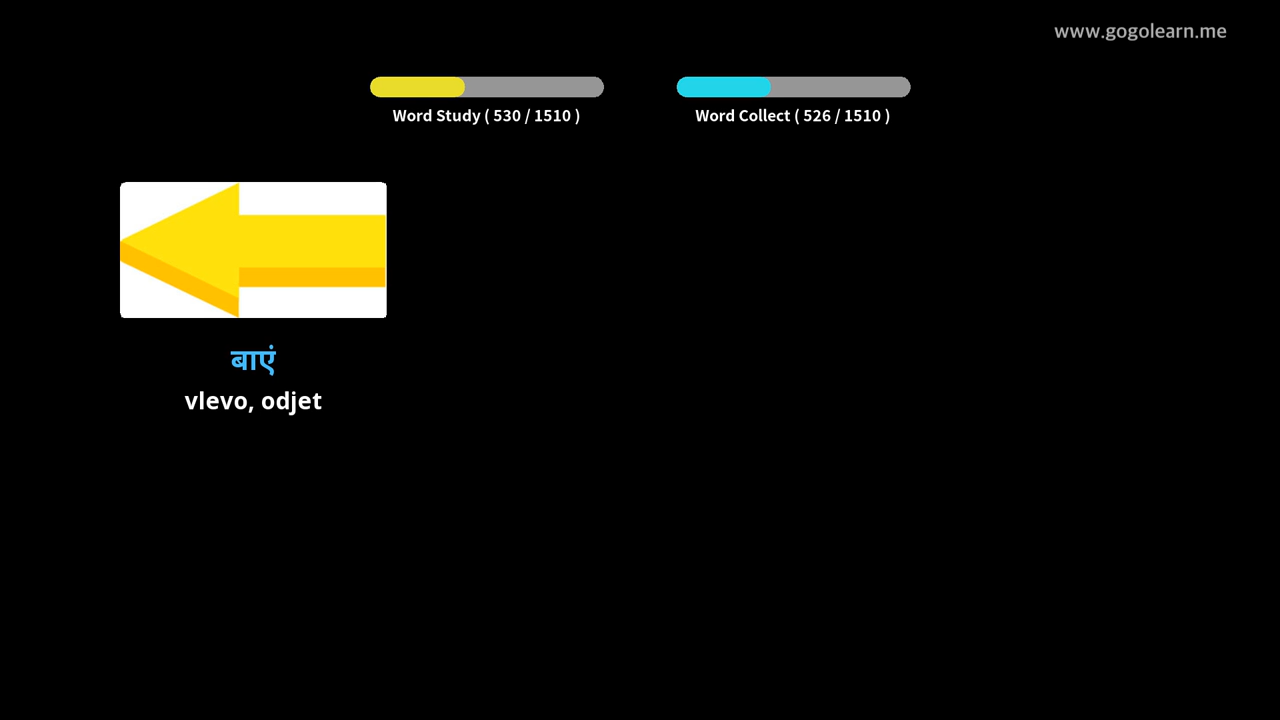 www.gogolearn.me
Word Study ( 530 / 1510 )
Word Collect ( 526 / 1510 )
बाएं
vlevo, odjet